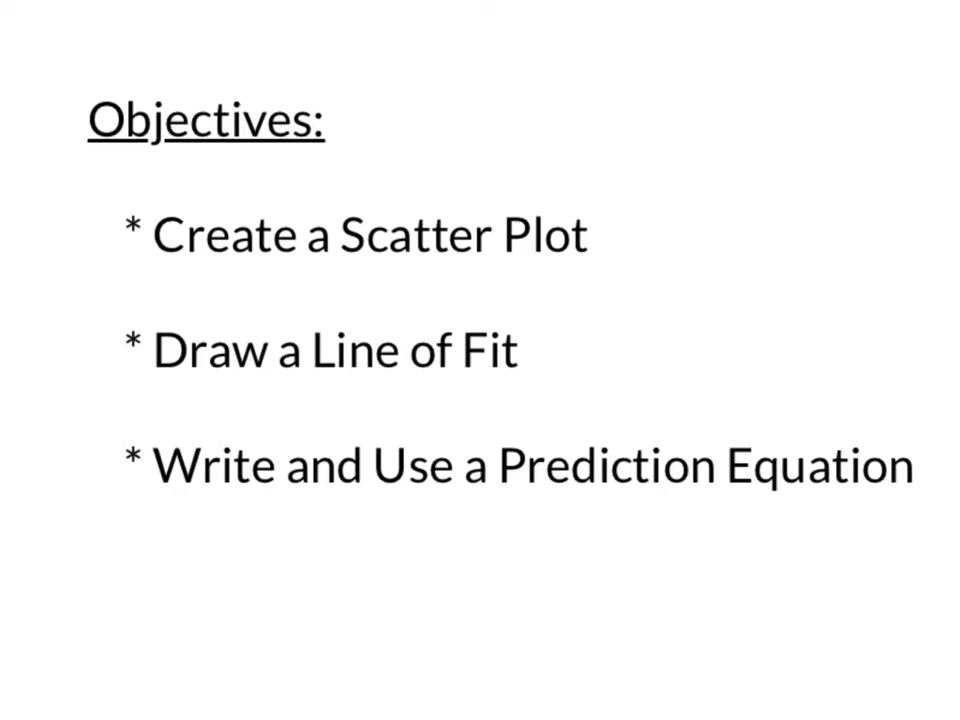 Objectives:
* Create a Scatter Plot
* Draw a Line of Fit
* Write and Use a Prediction Equation